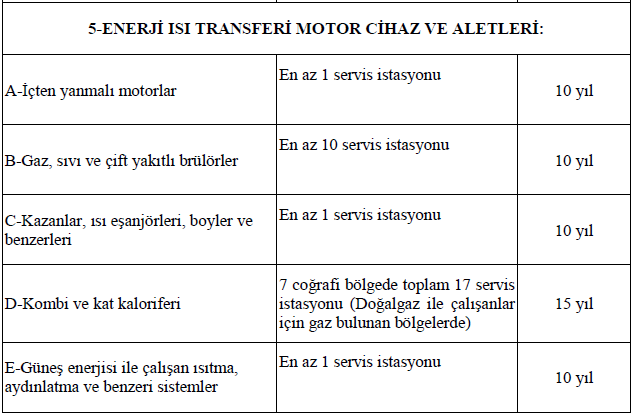 5-ENERJİ ISI TRANSFERİ MOTOR CİHAZ VE ALETLERİ:
A-İçten yanmalı motorlar
En az 1 servis istasyonu
10 yıl
B-Gaz, sıvı ve çift yakıtlı brülörler
En az 10 servis istasyonu
10 yıl
C-Kazanlar, ısı eşanjörleri, boyler ve
benzerleri
En az 1 servis istasyonu
10 yıl
D-Kombi ve kat kaloriferi
7 coğrafi bölgede toplam 17 servis
istasyonu (Doğalgaz ile çalışanlar
için gaz bulunan bölgelerde)
15 yıl
E-Güneş enerjisi ile çalışan ısıtma,
aydınlatma ve benzeri sistemler
En az 1 servis istasyonu
10 yıl